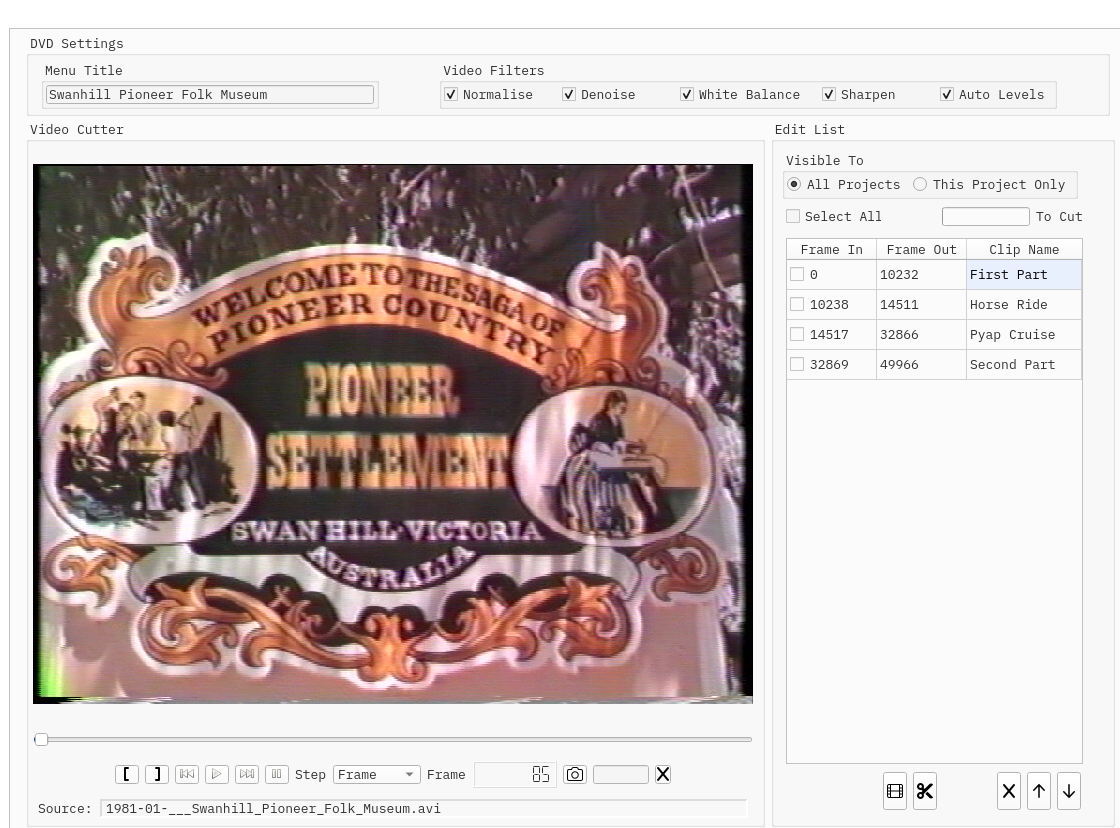 DVD Settings
Menu Title
Video Filters
Swanhill Pioneer Folk Museum
Normalise
Denoise
White Balance
Sharpen
Auto Levels
Video Cutter
Edit List
WELCOME TO THE SAGA OF
PIONEER COUNTRY
PIONEER
SETTLEMENT
SWAN HILL·VICTORIA
AUSTRALIA
Visible To
All Projects
This Project Only
Select All
To Cut
Frame In Frame Out Clip Name
0 10232 First Part
10238 14511 Horse Ride
14517 32866 Pyap Cruise
32869 49966 Second Part
[ ] Step Frame Frame X
Source: 1981-01-___Swanhill_Pioneer_Folk_Museum.avi